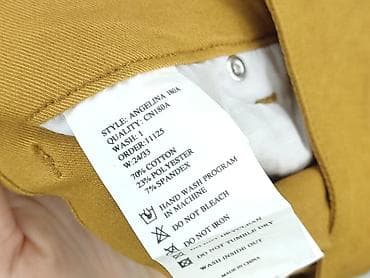 STYLE: ANGELINA 180A
QUALITY: CN180A
WASH: 1
ORDER: 11125
W:24/33
70% COTTON
23% POLYESTER
7% SPANDEX
HAND WASH PROGRAM
IN MACHINE
DO NOT BLEACH
DO NOT IRON
DO NOT TUMBLE DRY
WASH INSIDE OUT
MADE IN CHINA